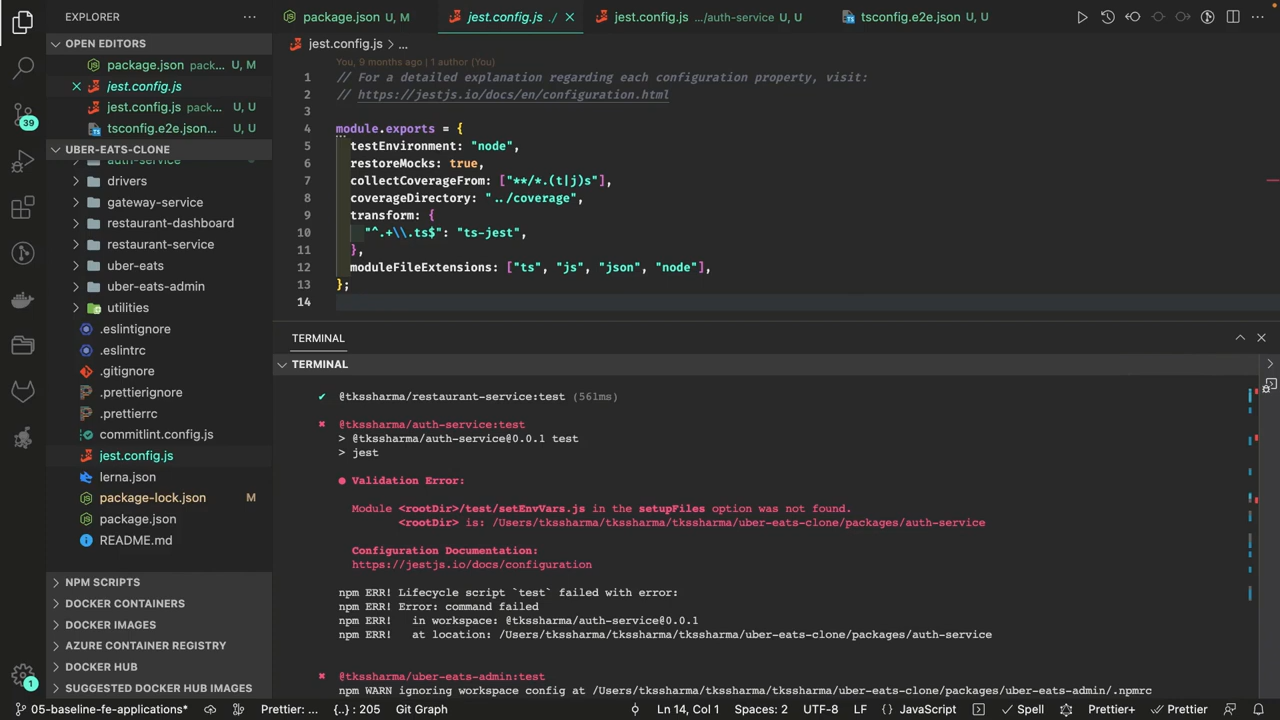 EXPLORER
OPEN EDITORS
package.json pack... U, M
jest.config.js
jest.config.js pack... U, U
tsconfig.e2e.json... U, U
UBER-EATS-CLONE
auth-service
drivers
gateway-service
restaurant-dashboard
restaurant-service
uber-eats
uber-eats-admin
utilities
.eslintignore
.eslintrc
.gitignore
.prettierignore
.prettierrc
commitlint.config.js
jest.config.js
lerna.json
package-lock.json M
package.json
README.md
NPM SCRIPTS
DOCKER CONTAINERS
DOCKER IMAGES
AZURE CONTAINER REGISTRY
DOCKER HUB
SUGGESTED DOCKER HUB IMAGES
39
1
package.json U, M
jest.config.js ./
jest.config.js .../auth-service U, U
tsconfig.e2e.json U, U
jest.config.js > ...
You, 9 months ago | 1 author (You)
1 // For a detailed explanation regarding each configuration property, visit:
2 // https://jestjs.io/docs/en/configuration.html
3
4 module.exports = {
5 testEnvironment: "node",
6 restoreMocks: true,
7 collectCoverageFrom: ["**/*.(t|j)s"],
8 coverageDirectory: "../coverage",
9 transform: {
10 "^.+\\.ts$": "ts-jest",
11 },
12 moduleFileExtensions: ["ts", "js", "json", "node"],
13 };
14
TERMINAL
TERMINAL
✔ @tkssharma/restaurant-service:test (561ms)
✖ @tkssharma/auth-service:test
> @tkssharma/auth-service@0.0.1 test
> jest
● Validation Error:
Module <rootDir>/test/setEnvVars.js in the setupFiles option was not found.
<rootDir> is: /Users/tkssharma/tkssharma/tkssharma/uber-eats-clone/packages/auth-service
Configuration Documentation:
https://jestjs.io/docs/configuration
npm ERR! Lifecycle script `test` failed with error:
npm ERR! Error: command failed
npm ERR! in workspace: @tkssharma/auth-service@0.0.1
npm ERR! at location: /Users/tkssharma/tkssharma/tkssharma/uber-eats-clone/packages/auth-service
✖ @tkssharma/uber-eats-admin:test
npm WARN ignoring workspace config at /Users/tkssharma/tkssharma/tkssharma/uber-eats-clone/packages/uber-eats-admin/.npmrc
05-baseline-fe-applications* Prettier: ... {..} : 205 Git Graph Ln 14, Col 1 Spaces: 2 UTF-8 LF {} JavaScript Spell Prettier+ Prettier